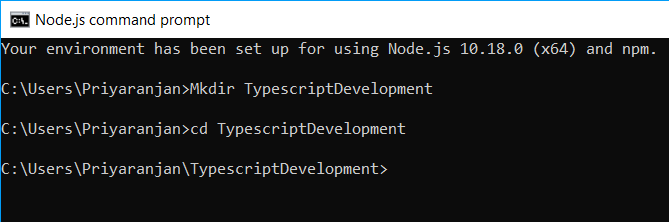 Node.js command prompt
Your environment has been set up for using Node.js 10.18.0 (x64) and npm.
C:\Users\Priyaranjan>Mkdir TypescriptDevelopment
C:\Users\Priyaranjan>cd TypescriptDevelopment
C:\Users\Priyaranjan\TypescriptDevelopment>